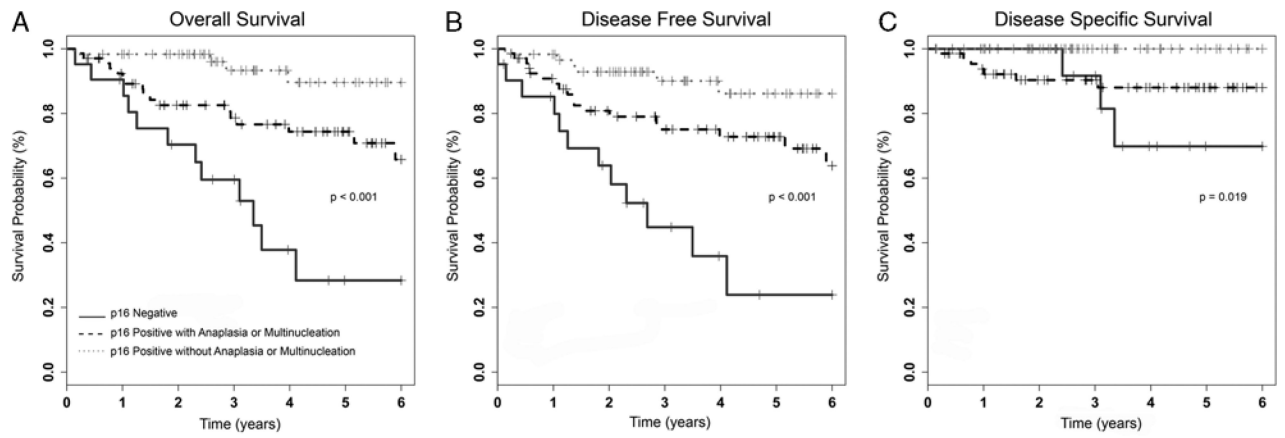 A
Overall Survival
Survival Probability (%)
1.0
0.8
0.6
0.4
0.2
0.0
p < 0.001
p16 Negative
p16 Positive with Anaplasia or Multinucleation
p16 Positive without Anaplasia or Multinucleation
0 1 2 3 4 5 6
Time (years)
B
Disease Free Survival
Survival Probability (%)
1.0
0.8
0.6
0.4
0.2
0.0
p < 0.001
0 1 2 3 4 5 6
Time (years)
C
Disease Specific Survival
Survival Probability (%)
1.0
0.8
0.6
0.4
0.2
0.0
p = 0.019
0 1 2 3 4 5 6
Time (years)